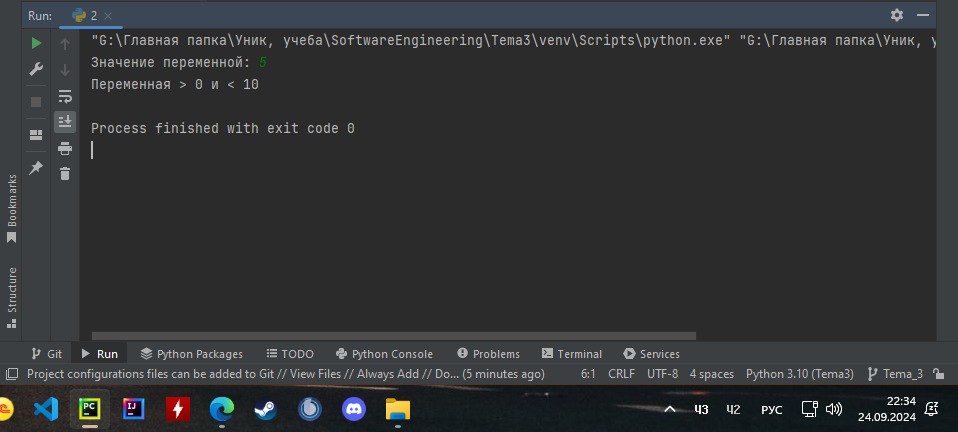 Run:
2
"G:\Главная папка\Уник, учеба\SoftwareEngineering\Tema3\venv\Scripts\python.exe" "G:\Главная папка\Уник, у
Значение переменной: 5
Переменная > 0 и < 10
Process finished with exit code 0
Bookmarks
Structure
Git
Run
Python Packages
TODO
Python Console
Problems
Terminal
Services
Project configurations files can be added to Git // View Files // Always Add // Do... (5 minutes ago)
6:1
CRLF
UTF-8
4 spaces
Python 3.10 (Tema3)
Tema_3
PC
IJ
Ч3
Ч2
РУС
22:34
24.09.2024